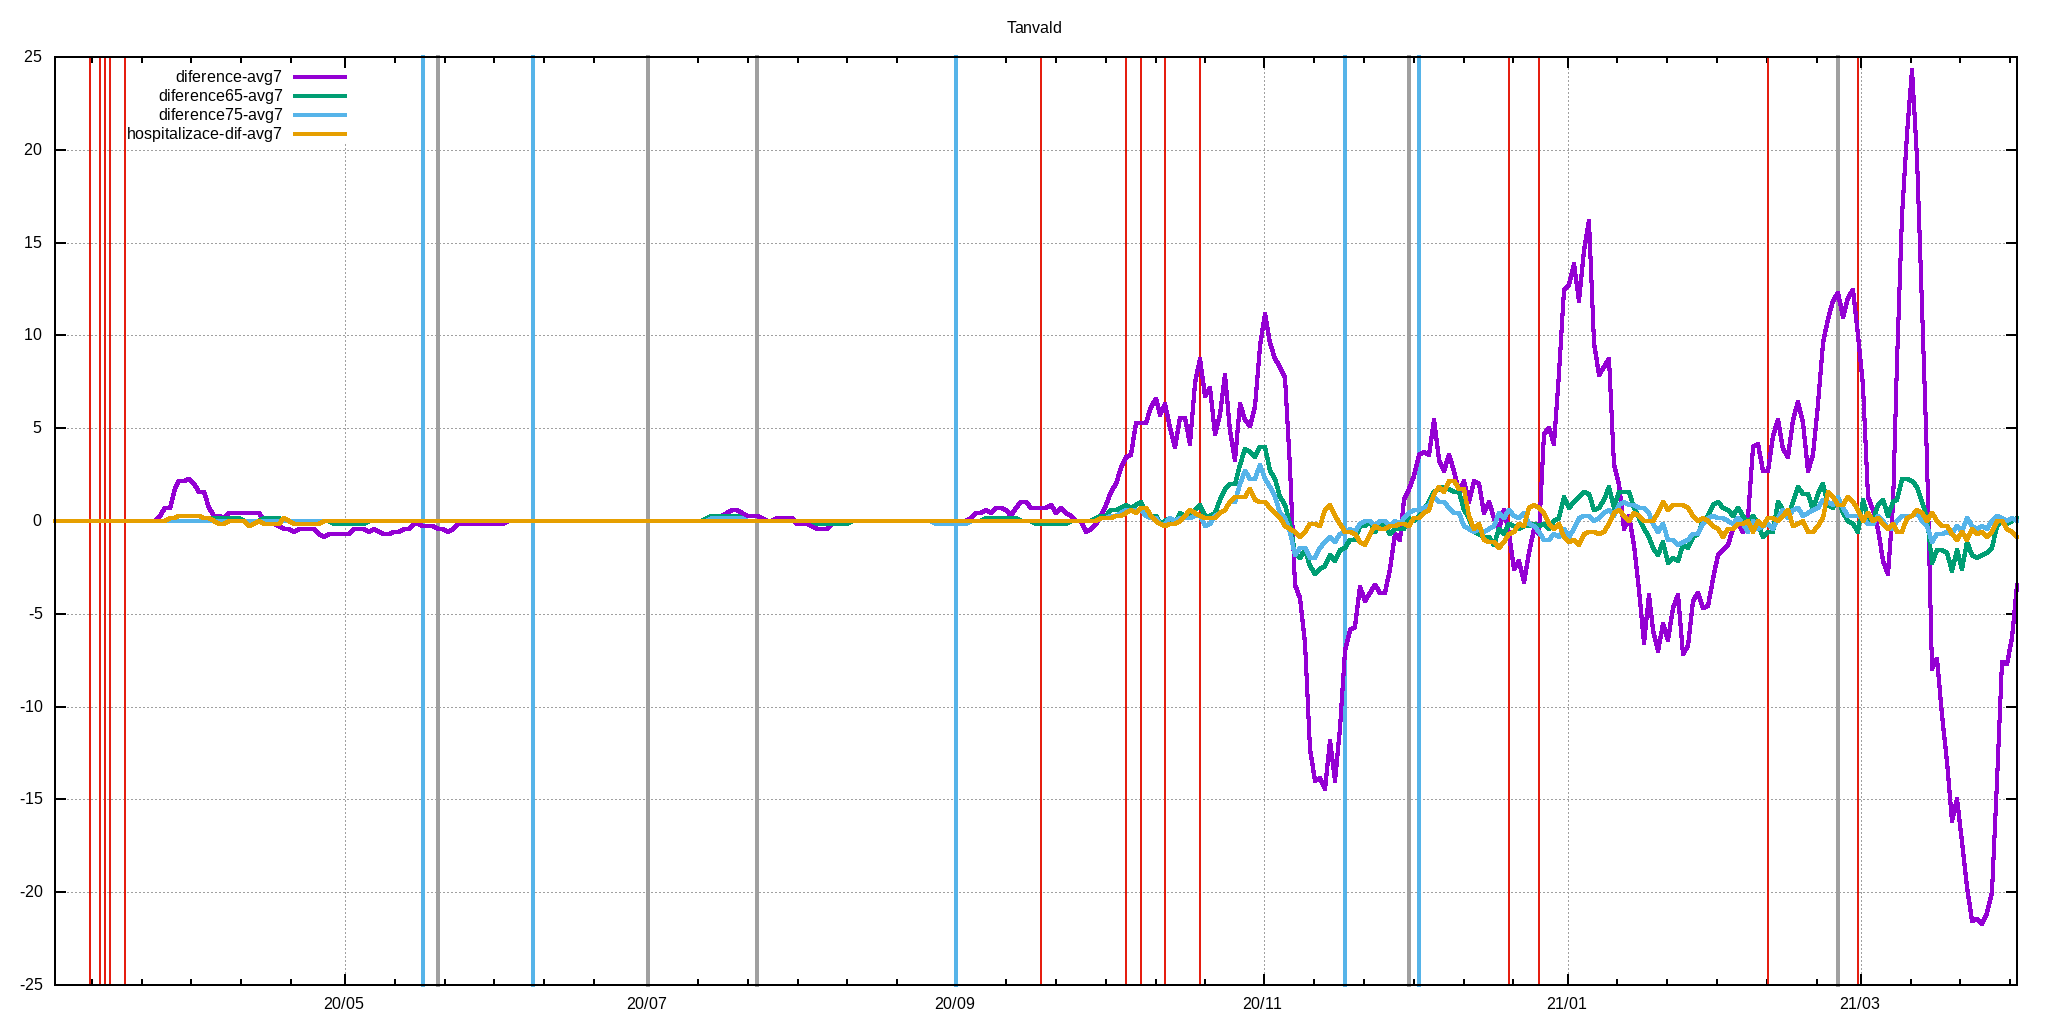 Tanvald
25
diference-avg7
diference65-avg7
diference75-avg7
hospitalizace-dif-avg7
20
15
10
5
0
-5
-10
-15
-20
-25
20/05 20/07 20/09 20/11 21/01 21/03